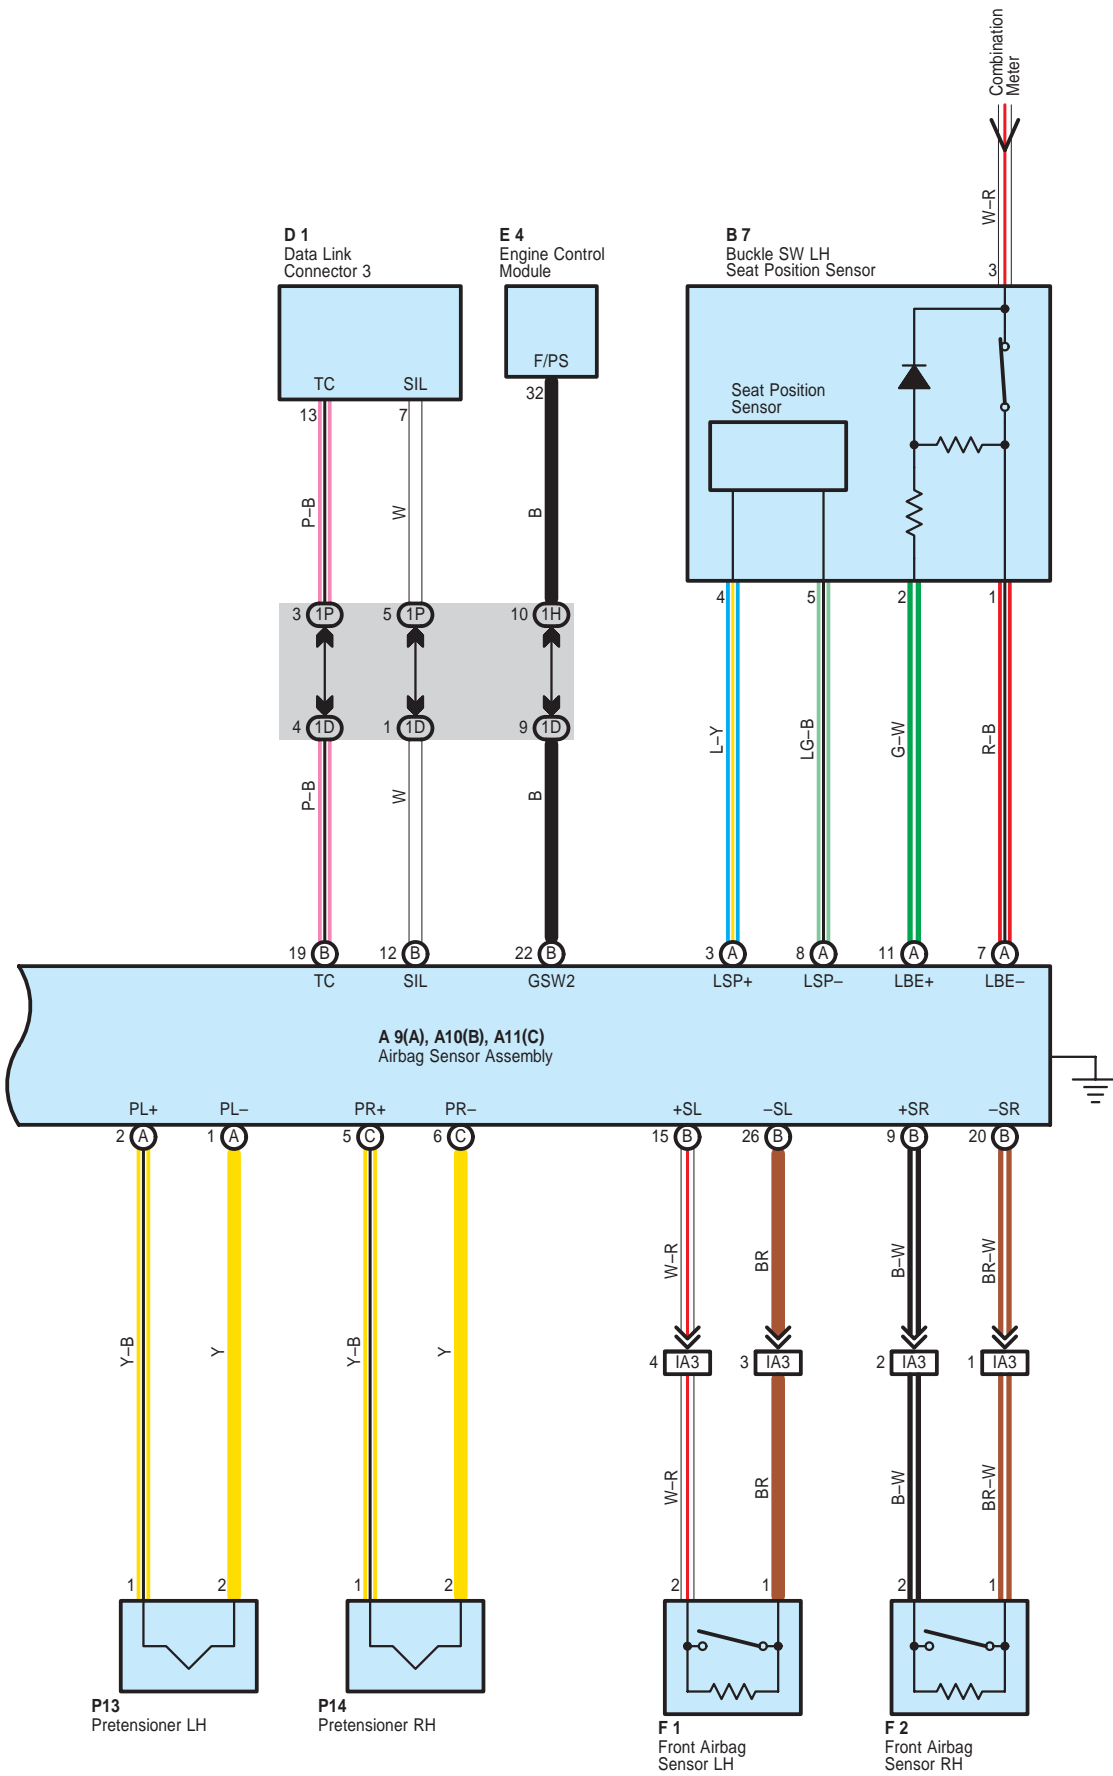 Combination
Meter
W–R
D 1
Data Link
Connector 3
E 4
Engine Control
Module
B 7
Buckle SW LH
Seat Position Sensor
3
F/PS
TC
SIL
32
Seat Position
Sensor
13
7
P–B
W
B
4
5
2
1
3 1P
5 1P
10 1H
4 1D
1 1D
9 1D
L–Y
LG–B
G–W
R–B
P–B
W
B
19 B
12 B
22 B
3 A
8 A
11 A
7 A
TC
SIL
GSW2
LSP+
LSP–
LBE+
LBE–
A 9(A), A10(B), A11(C)
Airbag Sensor Assembly
PL+
PL–
PR+
PR–
+SL
–SL
+SR
–SR
2 A
1 A
5 C
6 C
15 B
26 B
9 B
20 B
W–R
BR
B–W
BR–W
Y–B
Y
Y–B
Y
4 IA3
3 IA3
2 IA3
1 IA3
W–R
BR
B–W
BR–W
1
2
1
2
2
1
2
1
P13
Pretensioner LH
P14
Pretensioner RH
F 1
Front Airbag
Sensor LH
F 2
Front Airbag
Sensor RH